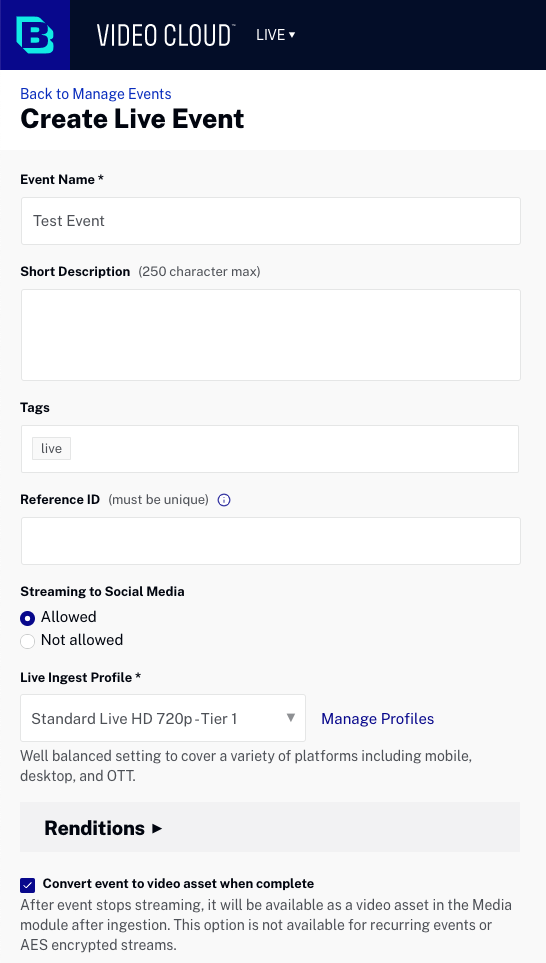 B
VIDEO CLOUD™ LIVE ▾
Back to Manage Events
Create Live Event
Event Name *
Test Event
Short Description (250 character max)
Tags
live
Reference ID (must be unique)
Streaming to Social Media
Allowed
Not allowed
Live Ingest Profile *
Standard Live HD 720p - Tier 1 ▼ Manage Profiles
Well balanced setting to cover a variety of platforms including mobile,
desktop, and OTT.
Renditions ►
Convert event to video asset when complete
After event stops streaming, it will be available as a video asset in the Media
module after ingestion. This option is not available for recurring events or
AES encrypted streams.